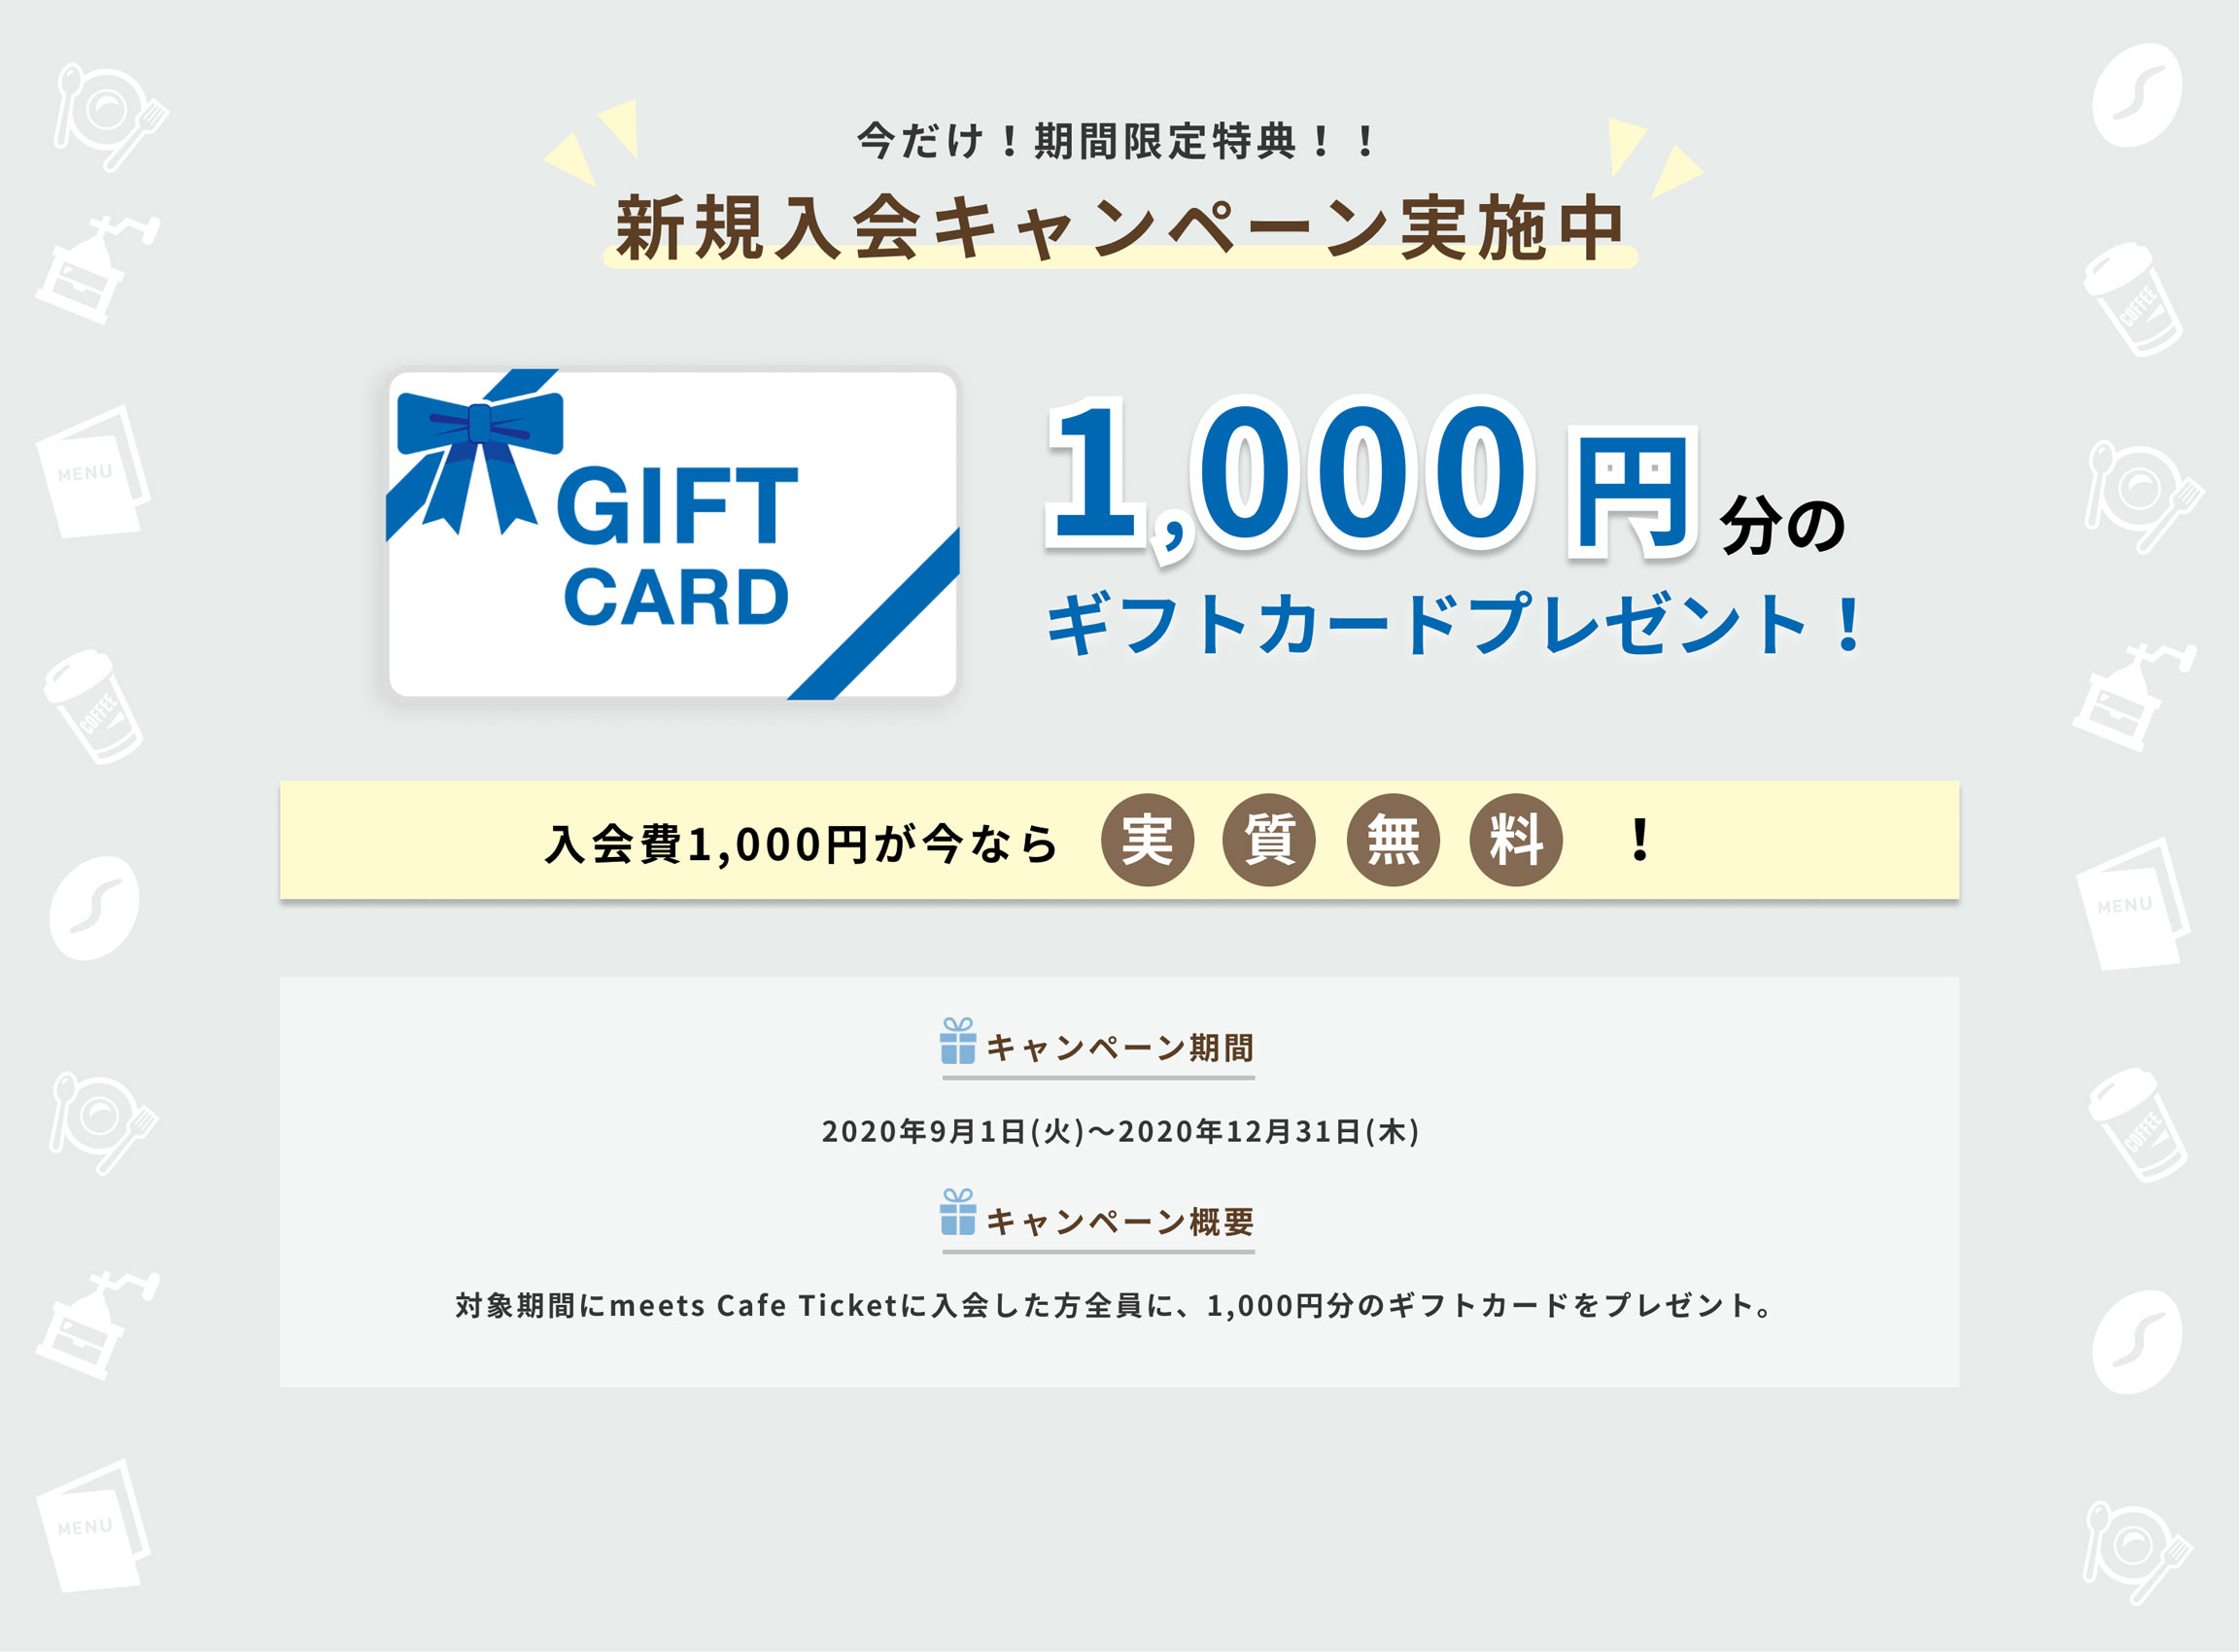 今だけ！期間限定特典！！
新規入会キャンペーン実施中
GIFT
CARD
1,000円分の
ギフトカードプレゼント！
入会費1,000円が今なら 実質無料 ！
キャンペーン期間
2020年9月1日(火)～2020年12月31日(木)
キャンペーン概要
対象期間にmeets Cafe Ticketに入会した方全員に、1,000円分のギフトカードをプレゼント。
MENU
COFFEE
MENU
COFFEE
MENU
COFFEE